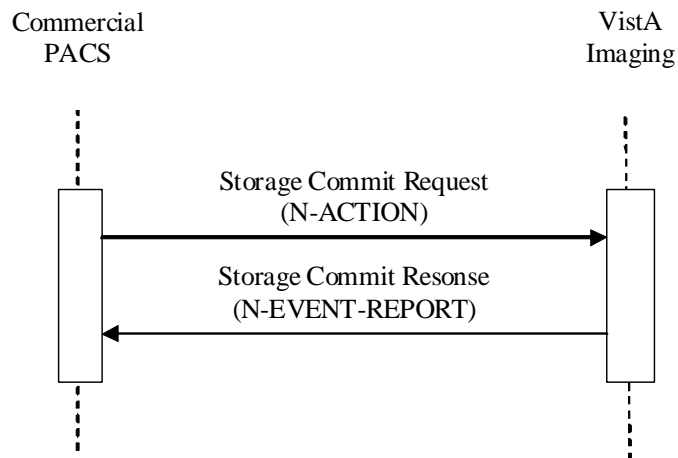 Commercial
PACS
VistA
Imaging
Storage Commit Request
(N-ACTION)
Storage Commit Resonse
(N-EVENT-REPORT)